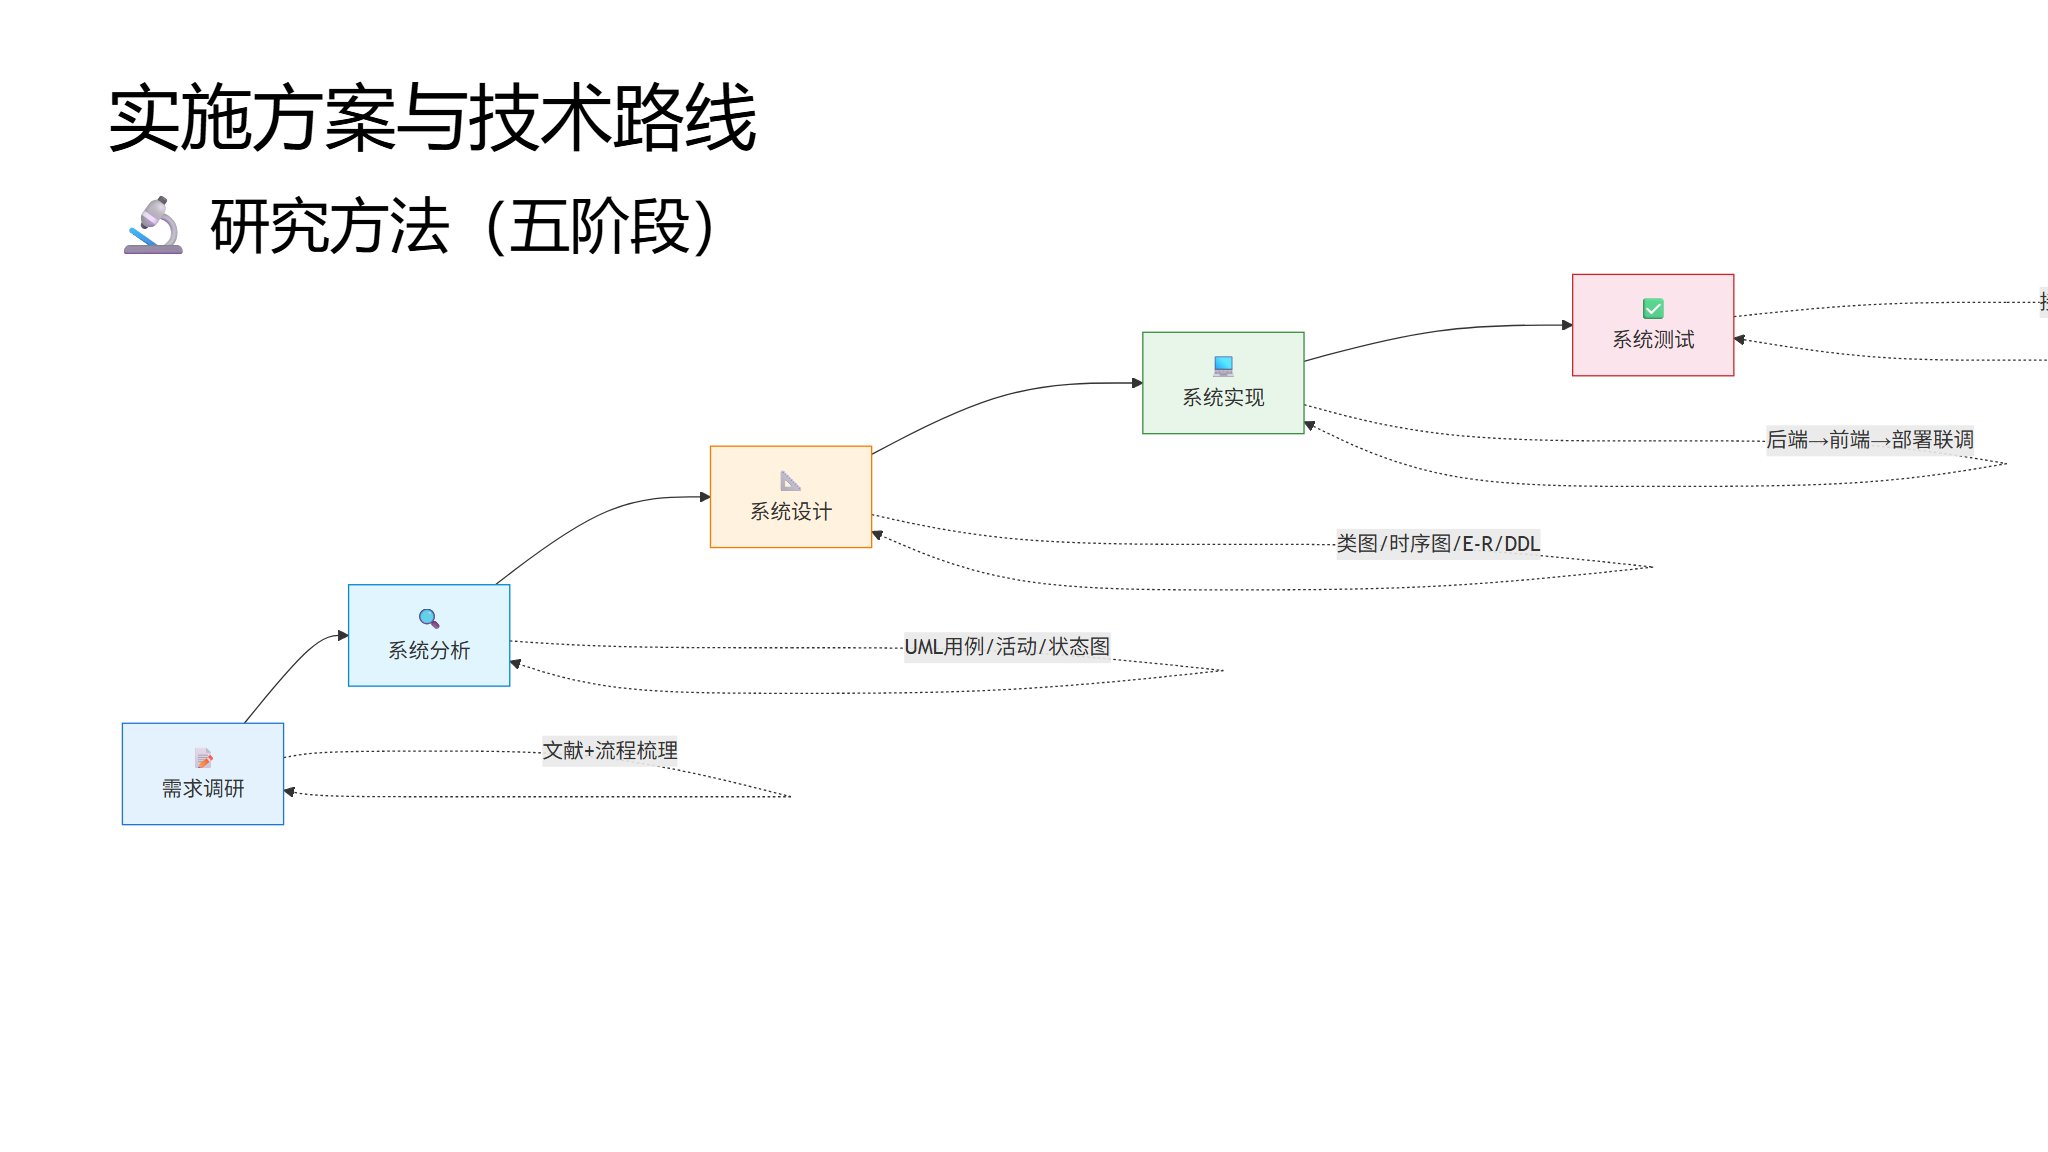 实施方案与技术路线
🔬 研究方法（五阶段）
✅
系统测试
💻
系统实现
后端→前端→部署联调
📐
系统设计
类图/时序图/E-R/DDL
🔍
系统分析
UML用例/活动/状态图
📝
需求调研
文献+流程梳理